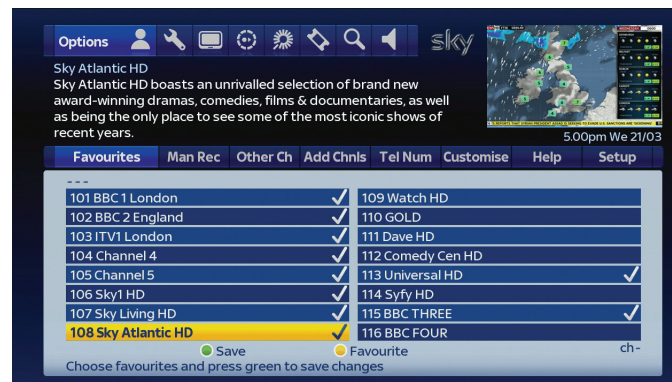 Options
sky
Sky Atlantic HD
Sky Atlantic HD boasts an unrivalled selection of brand new
award-winning dramas, comedies, films & documentaries, as well
as being the only place to see some of the most iconic shows of
recent years.
5.00pm We 21/03
Favourites Man Rec Other Ch Add Chnls Tel Num Customise Help Setup
---
101 BBC 1 London
102 BBC 2 England
103 ITV1 London
104 Channel 4
105 Channel 5
106 Sky1 HD
107 Sky Living HD
108 Sky Atlantic HD
109 Watch HD
110 GOLD
111 Dave HD
112 Comedy Cen HD
113 Universal HD
114 Syfy HD
115 BBC THREE
116 BBC FOUR
Save Favourite ch-
Choose favourites and press green to save changes